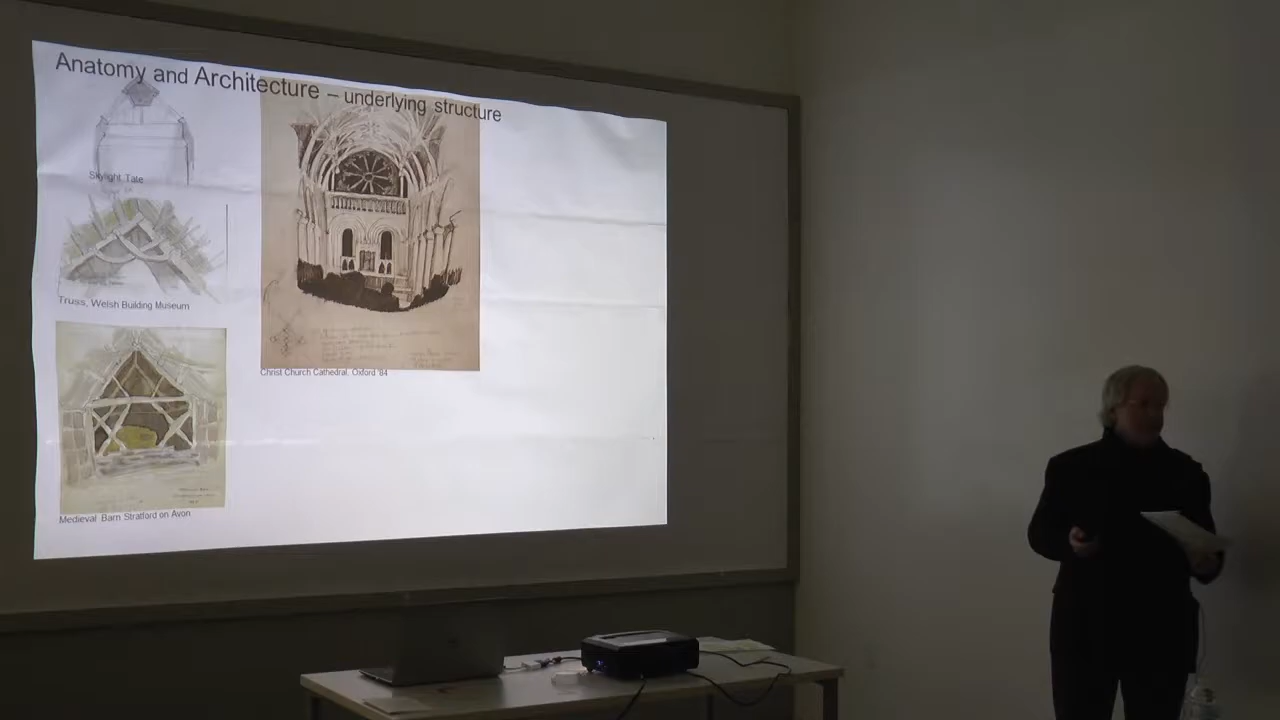 Anatomy and Architecture – underlying structure
Skylight Tale
Truss, Welsh Building Museum
Medieval Barn Stratford on Avon
Christ Church Cathedral, Oxford '84